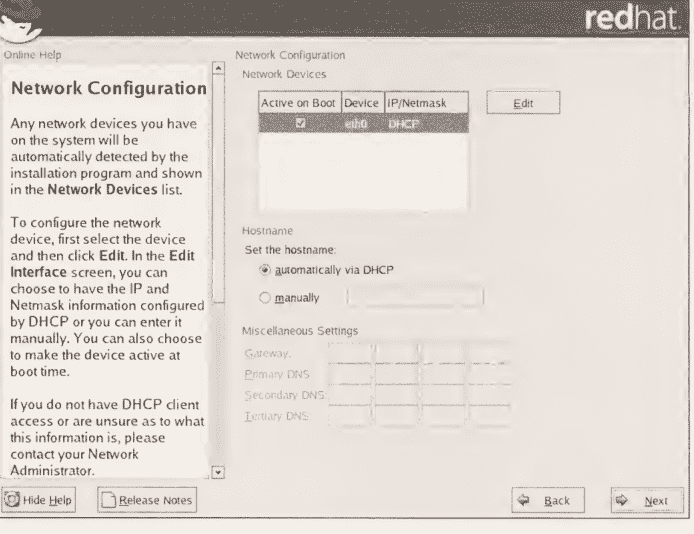 redhat.
Online Help
Network Configuration
Any network devices you have
on the system will be
automatically detected by the
installation program and shown
in the Network Devices list.
To configure the network
device, first select the device
and then click Edit. In the Edit
Interface screen, you can
choose to have the IP and
Netmask information configured
by DHCP or you can enter it
manually. You can also choose
to make the device active at
boot time.
If you do not have DHCP client
access or are unsure as to what
this information is, please
contact your Network
Administrator.
Network Configuration
Network Devices
Active on Boot Device IP/Netmask
eth0 DHCP
Edit
Hostname
Set the hostname:
automatically via DHCP
manually
Miscellaneous Settings
Gateway:
Primary DNS
Secondary DNS:
Tertiary DNS:
Hide Help
Release Notes
Back
Next